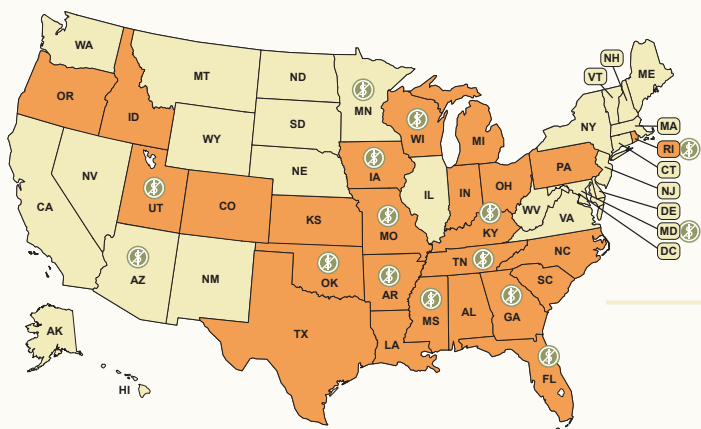 WA
NH
VT
ME
MT
ND
MN
OR
ID
WI
MI
NY
MA
SD
RI
WY
CT
IA
PA
NJ
NE
NV
IL
IN
OH
DE
UT
CO
WV
VA
MD
CA
KS
MO
KY
DC
NC
TN
AZ
NM
OK
AR
SC
MS
AL
GA
TX
LA
AK
FL
HI